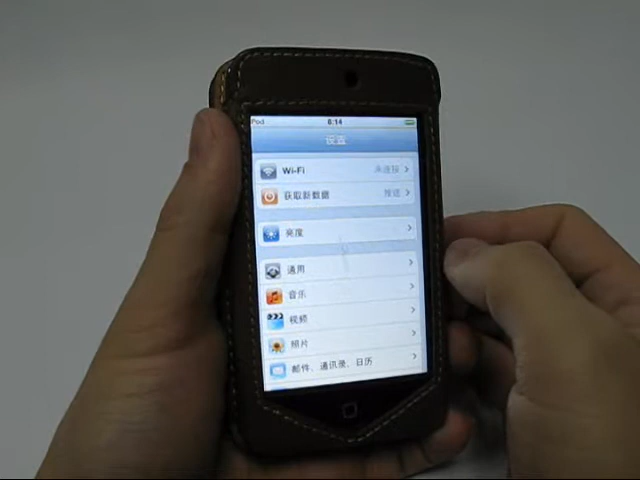 iPod 8:14
设置
Wi-Fi 未连接
获取新数据 推送
亮度
通用
音乐
视频
照片
邮件、通讯录、日历